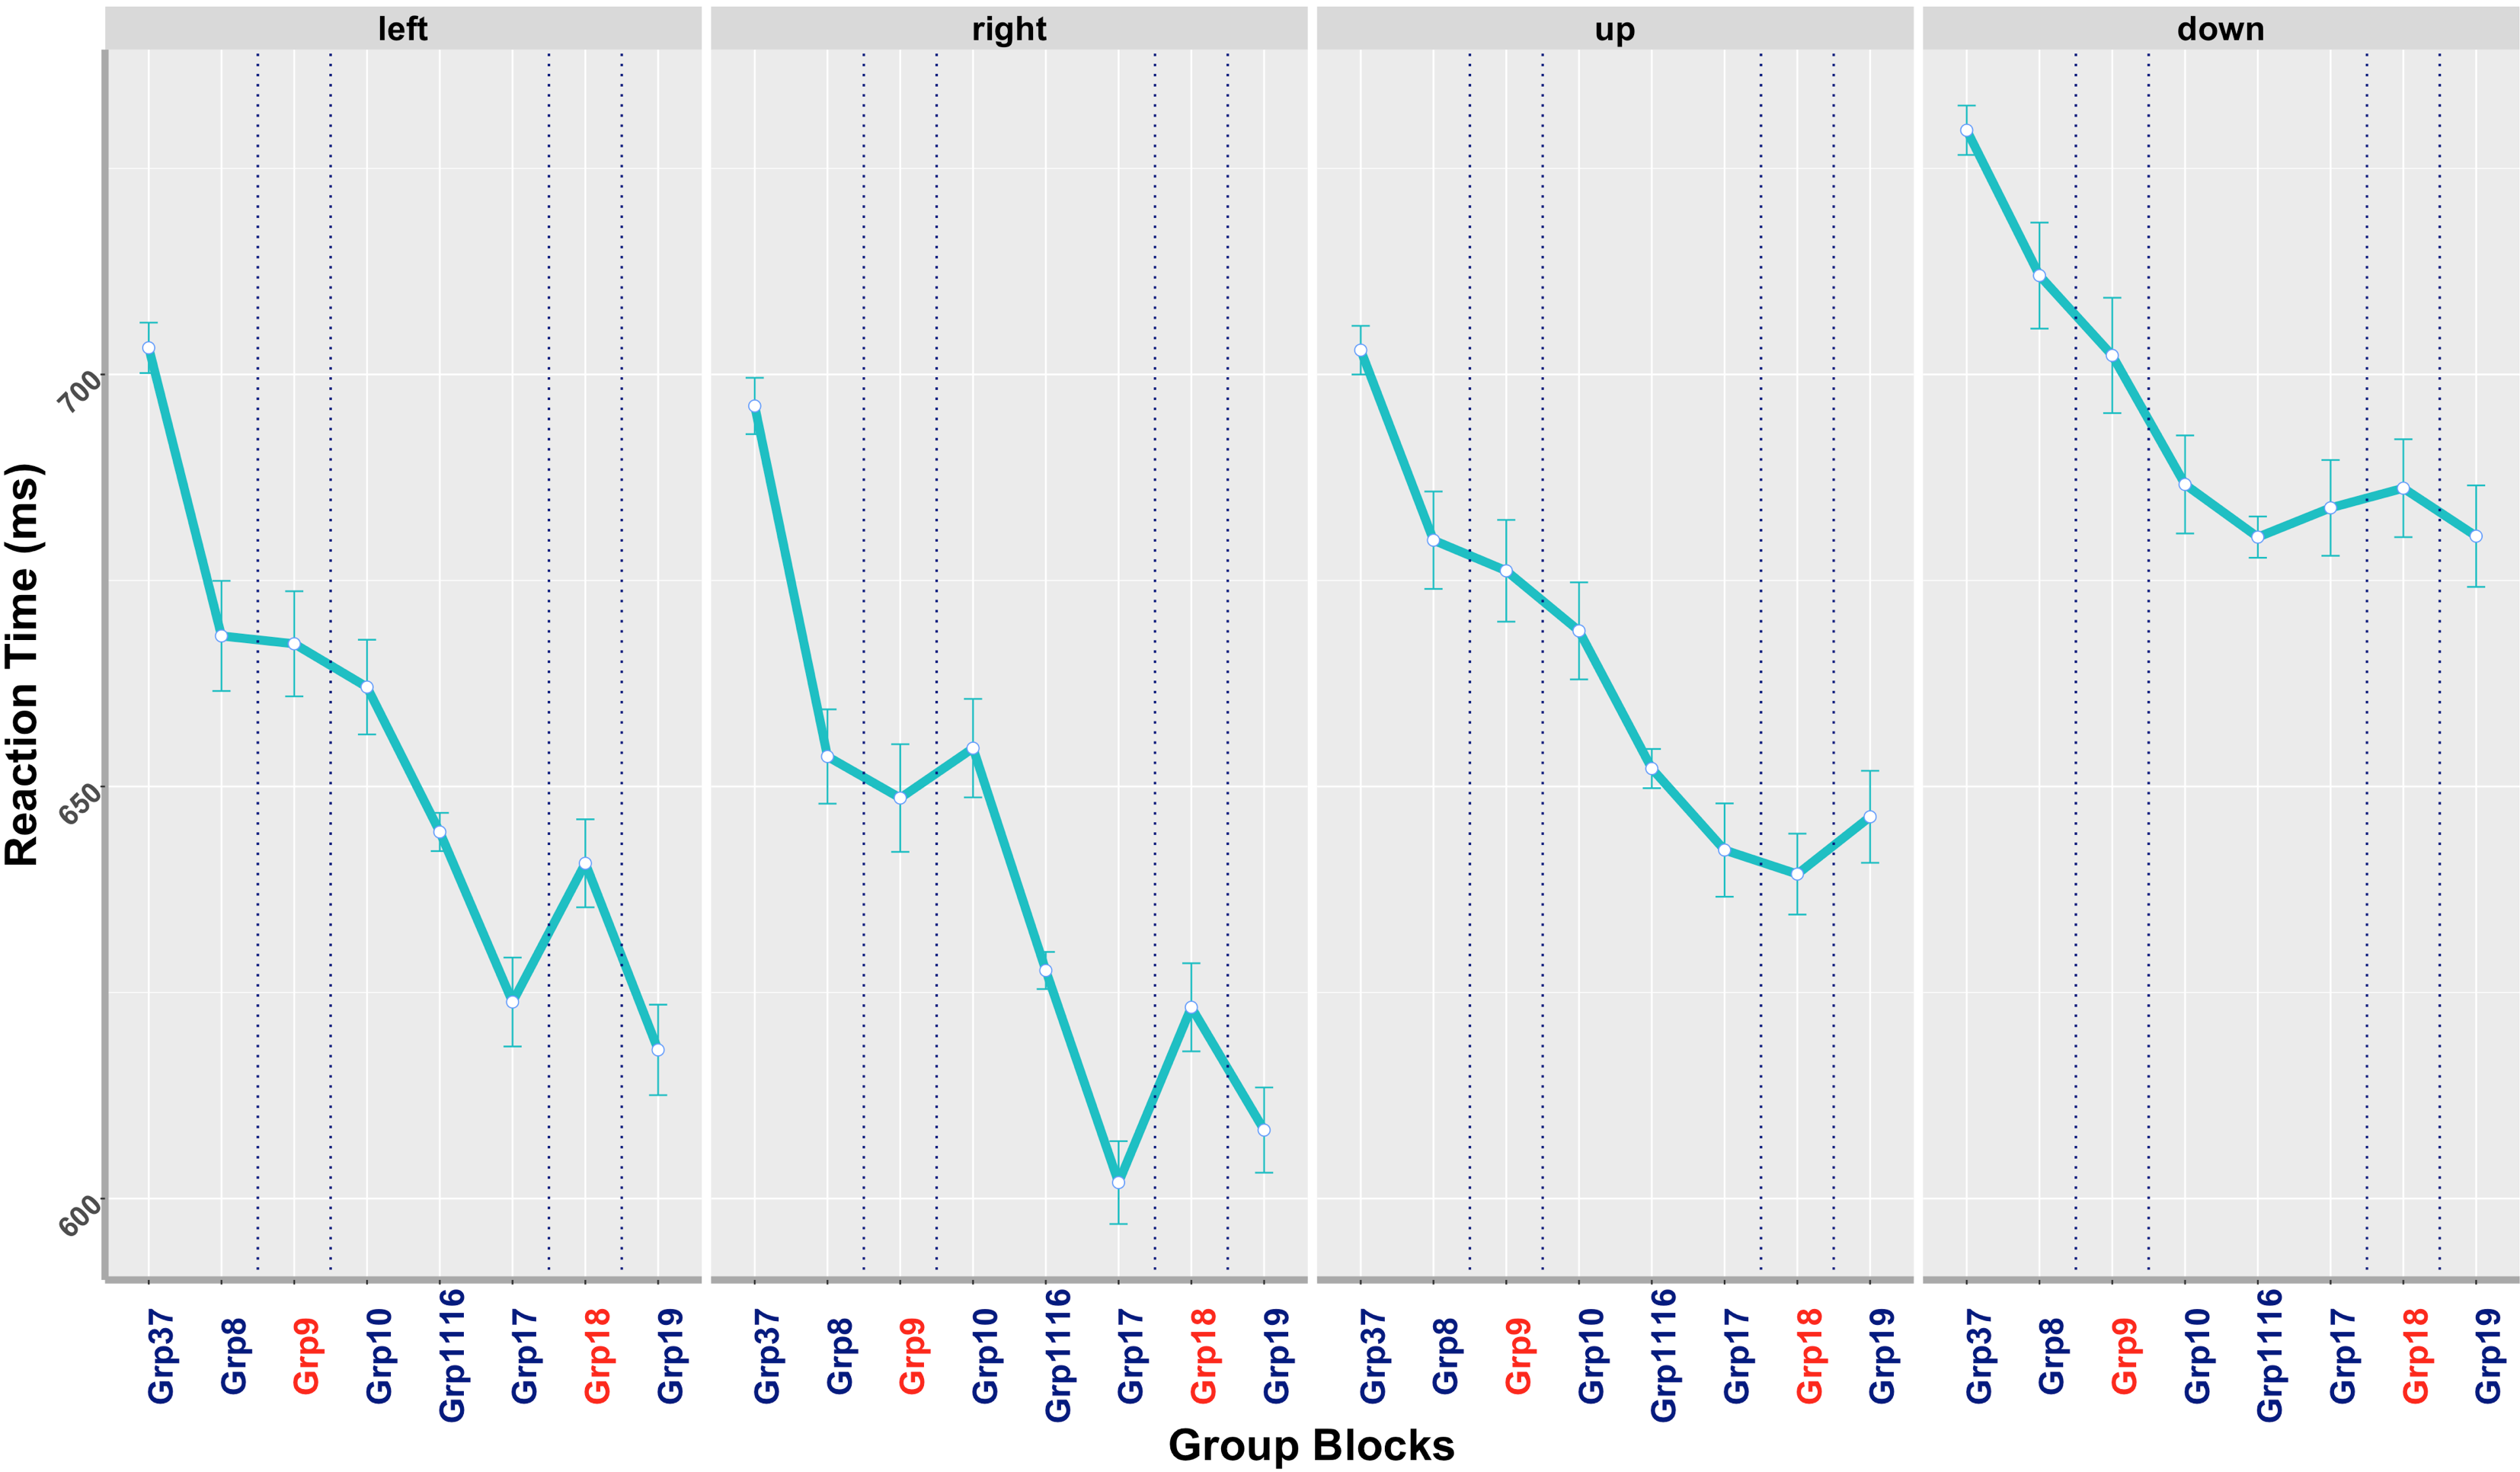 left right up down
Reaction Time (ms)
700
650
600
Grp37 Grp8 Grp9 Grp10 Grp1116 Grp17 Grp18 Grp19 Grp37 Grp8 Grp9 Grp10 Grp1116 Grp17 Grp18 Grp19 Grp37 Grp8 Grp9 Grp10 Grp1116 Grp17 Grp18 Grp19 Grp37 Grp8 Grp9 Grp10 Grp1116 Grp17 Grp18 Grp19
Group Blocks